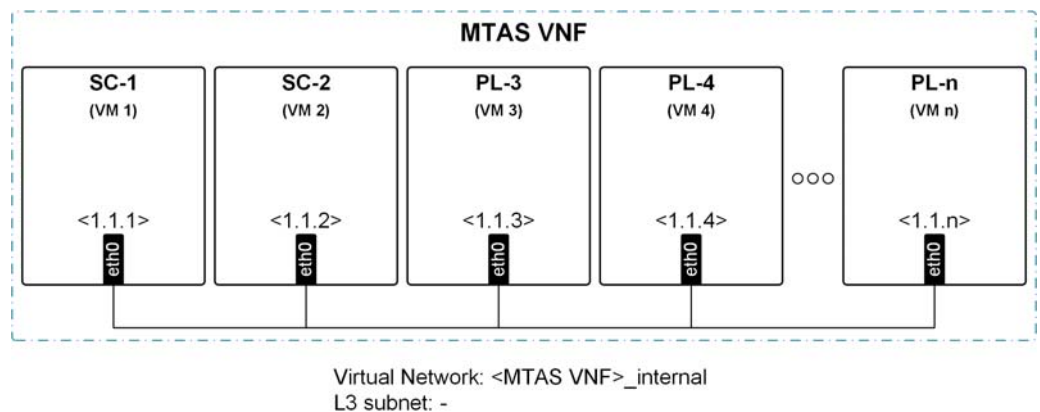 MTAS VNF
SC-1
(VM 1)
SC-2
(VM 2)
PL-3
(VM 3)
PL-4
(VM 4)
PL-n
(VM n)
<1.1.1>
<1.1.2>
<1.1.3>
<1.1.4>
<1.1.n>
eth0
eth0
eth0
eth0
eth0
Virtual Network: <MTAS VNF>_internal
L3 subnet: -